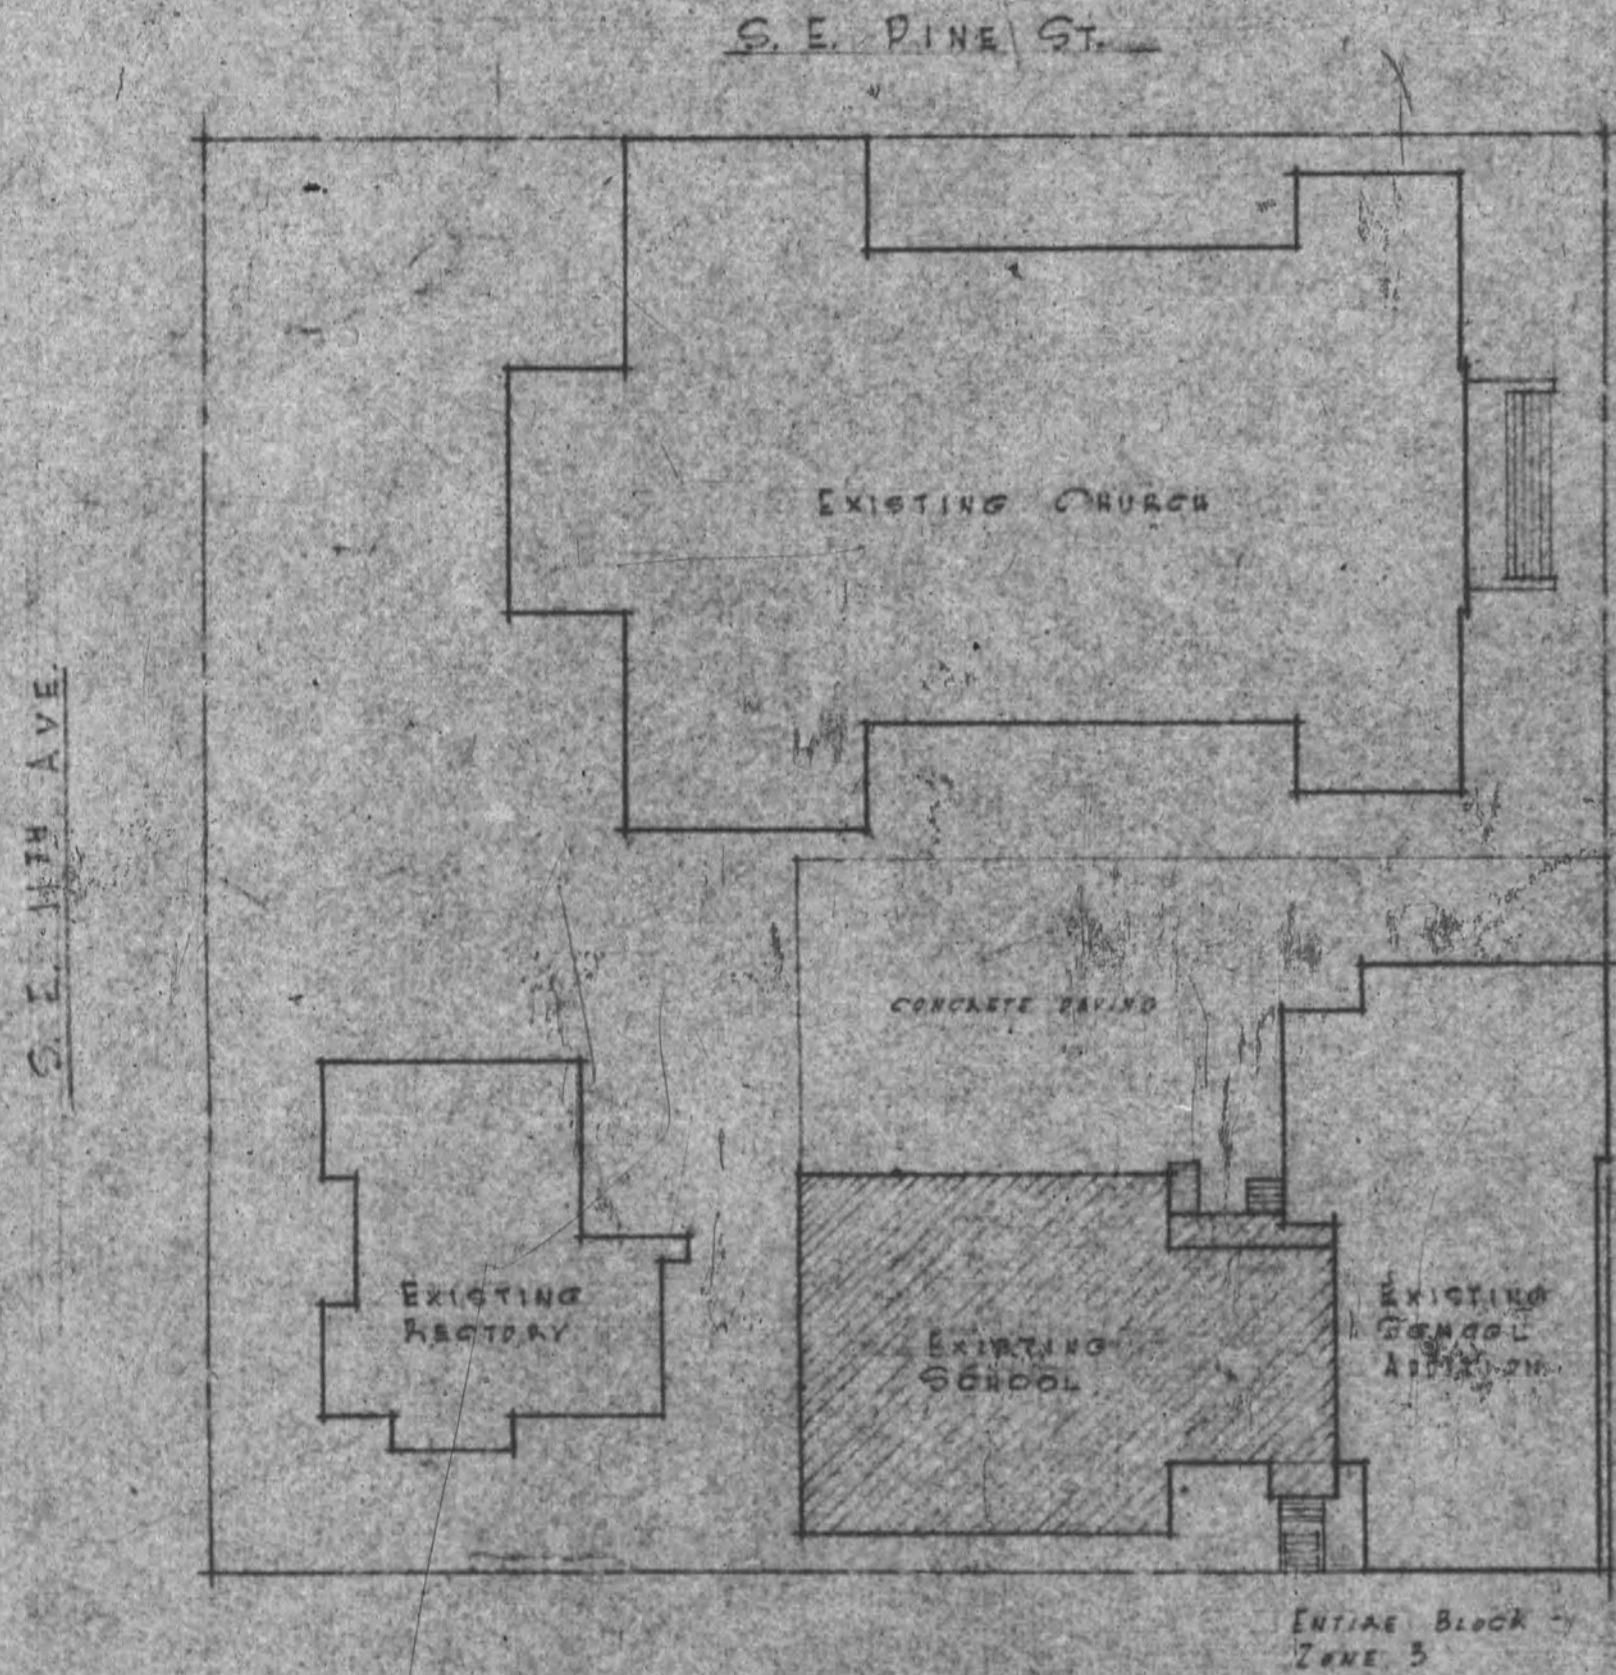 S. E. PINE ST.
EXISTING CHURCH
S. E. 11TH AVE.
CONCRETE PAVING
EXISTING
RECTORY
EXISTING
SCHOOL
EXISTING
SCHOOL
ADDITION
ENTIRE BLOCK -
ZONE 3